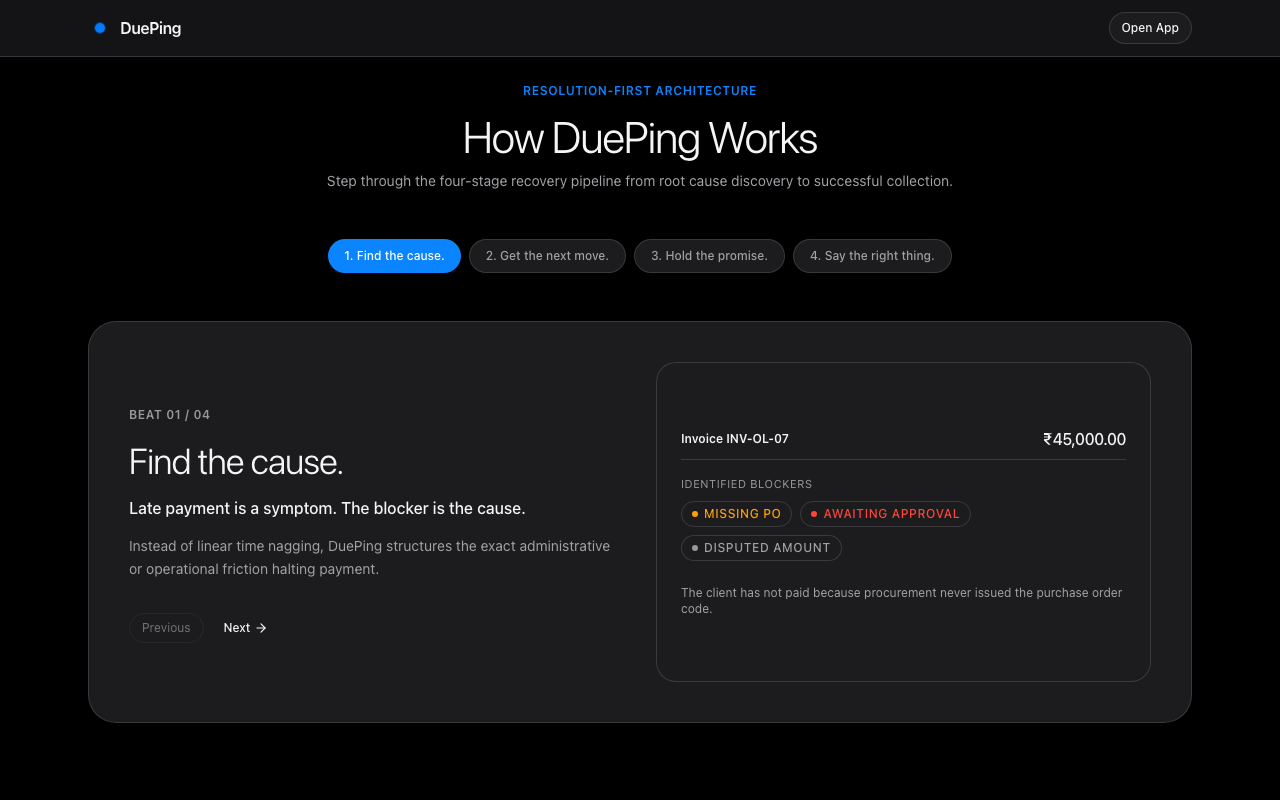 DuePing
Open App
RESOLUTION-FIRST ARCHITECTURE
How DuePing Works
Step through the four-stage recovery pipeline from root cause discovery to successful collection.
1. Find the cause.
2. Get the next move.
3. Hold the promise.
4. Say the right thing.
BEAT 01 / 04
Find the cause.
Late payment is a symptom. The blocker is the cause.
Instead of linear time nagging, DuePing structures the exact administrative
or operational friction halting payment.
Previous
Next →
Invoice INV-OL-07
₹45,000.00
IDENTIFIED BLOCKERS
MISSING PO
AWAITING APPROVAL
DISPUTED AMOUNT
The client has not paid because procurement never issued the purchase order
code.